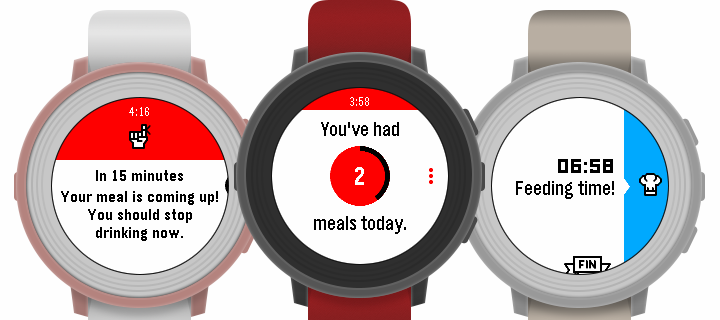 4:16
In 15 minutes
Your meal is coming up!
You should stop
drinking now.
3:58
You've had
2
meals today.
06:58
Feeding time!
FIN